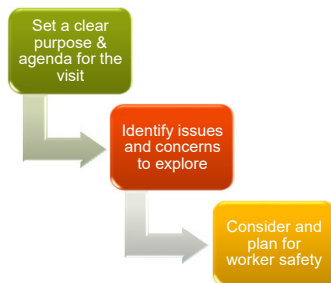 Set a clear
purpose &
agenda for the
visit
Identify issues
and concerns
to explore
Consider and
plan for
worker safety